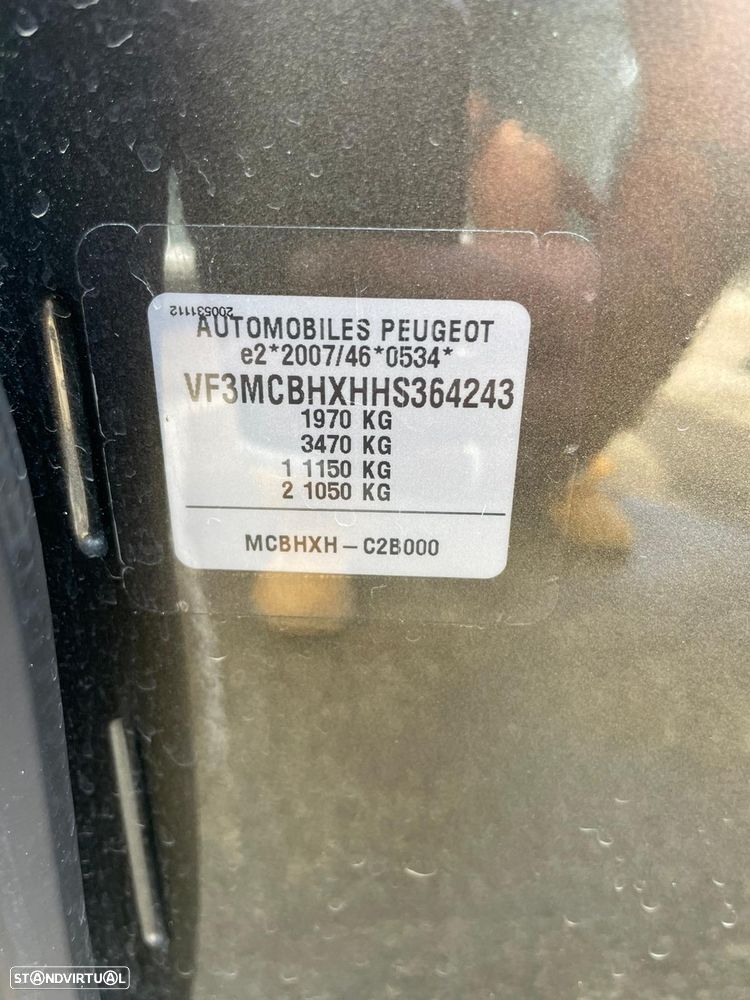 200531112
AUTOMOBILES PEUGEOT
e2*2007/46*0534*
VF3MCBHXHHS364243
1970 KG
3470 KG
1 1150 KG
2 1050 KG
MCBHXH – C2B000
STANDVIRTUAL